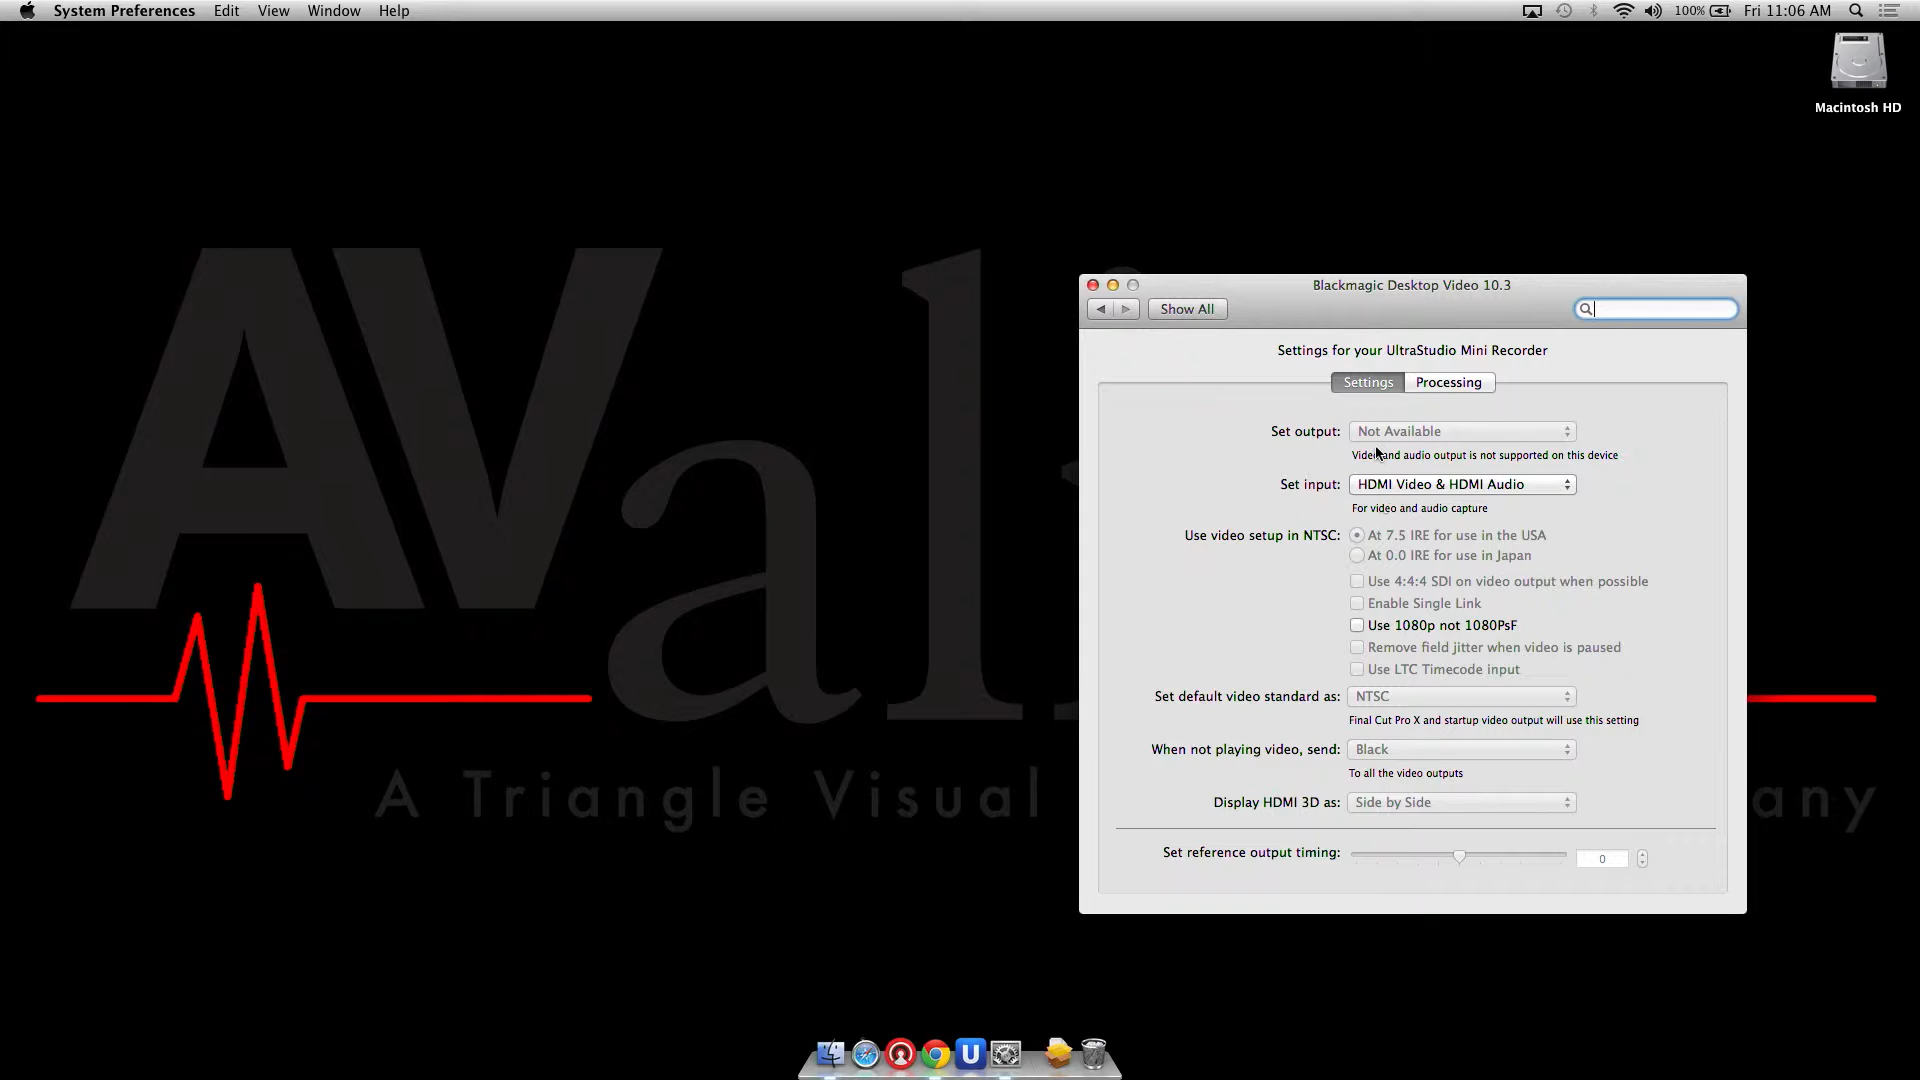 System Preferences Edit View Window Help
100% Fri 11:06 AM
Macintosh HD
Blackmagic Desktop Video 10.3
Show All
Settings for your UltraStudio Mini Recorder
Settings Processing
Set output: Not Available
Video and audio output is not supported on this device
Set input: HDMI Video & HDMI Audio
For video and audio capture
Use video setup in NTSC: At 7.5 IRE for use in the USA
At 0.0 IRE for use in Japan
Use 4:4:4 SDI on video output when possible
Enable Single Link
Use 1080p not 1080PsF
Remove field jitter when video is paused
Use LTC Timecode input
Set default video standard as: NTSC
Final Cut Pro X and startup video output will use this setting
When not playing video, send: Black
To all the video outputs
Display HDMI 3D as: Side by Side
Set reference output timing: 0
AVali
A Triangle Visual
any
U